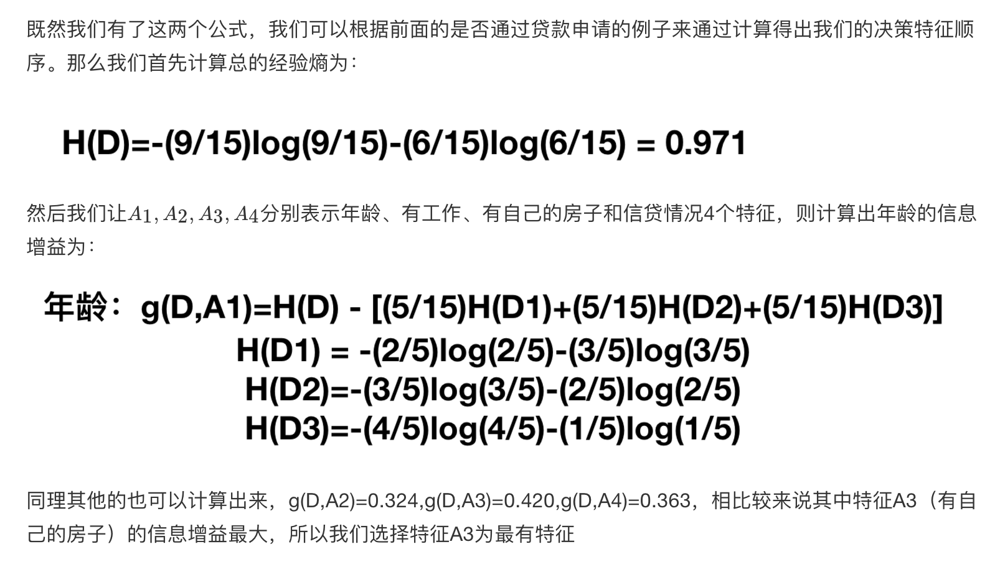 既然我们有了这两个公式，我们可以根据前面的是否通过贷款申请的例子来通过计算得出我们的决策特征顺
序。那么我们首先计算总的经验熵为：
H(D)=-(9/15)log(9/15)-(6/15)log(6/15) = 0.971
然后我们让A1, A2, A3, A4分别表示年龄、有工作、有自己的房子和信贷情况4个特征，则计算出年龄的信息
增益为：
年龄：g(D,A1)=H(D) - [(5/15)H(D1)+(5/15)H(D2)+(5/15)H(D3)]
H(D1) = -(2/5)log(2/5)-(3/5)log(3/5)
H(D2)=-(3/5)log(3/5)-(2/5)log(2/5)
H(D3)=-(4/5)log(4/5)-(1/5)log(1/5)
同理其他的也可以计算出来，g(D,A2)=0.324,g(D,A3)=0.420,g(D,A4)=0.363，相比较来说其中特征A3（有自
己的房子）的信息增益最大，所以我们选择特征A3为最有特征